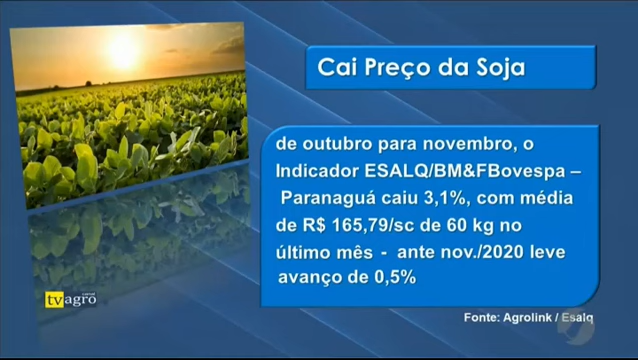 Cai Preço da Soja
de outubro para novembro, o
Indicador ESALQ/BM&FBovespa –
Paranaguá caiu 3,1%, com média
de R$ 165,79/sc de 60 kg no
último mês - ante nov./2020 leve
avanço de 0,5%
tvagro
Fonte: Agrolink / Esalq